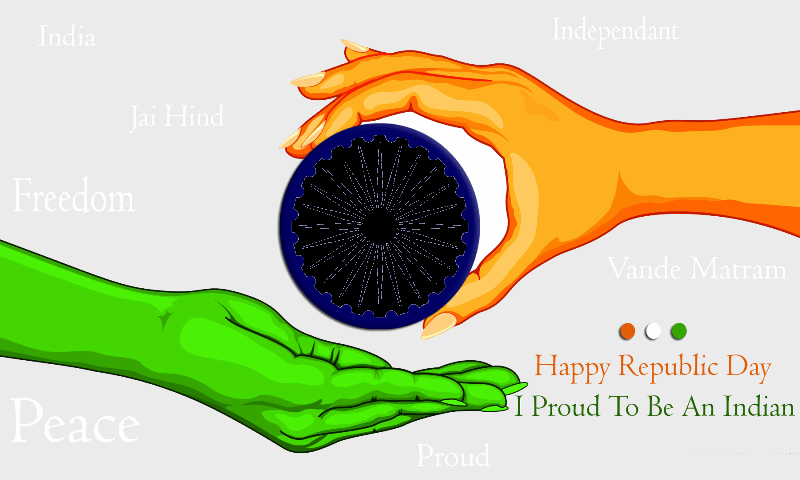 India
Independant
Jai Hind
Freedom
Vande Matram
Happy Republic Day
I Proud To Be An Indian
Peace
Proud